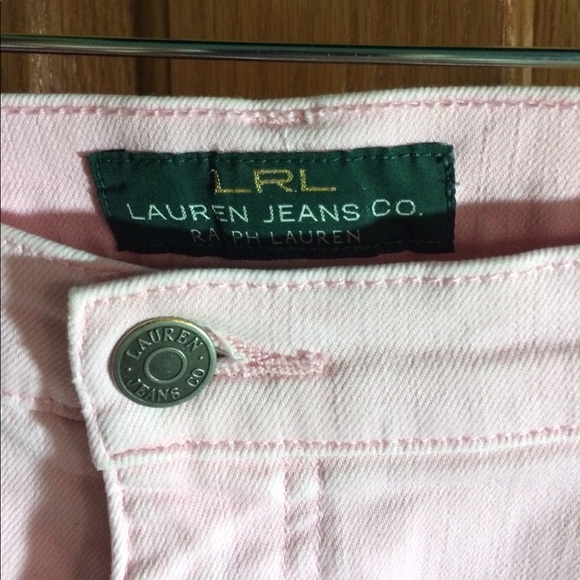 LRL
LAUREN JEANS CO.
RALPH LAUREN
LAUREN
· JEANS CO ·